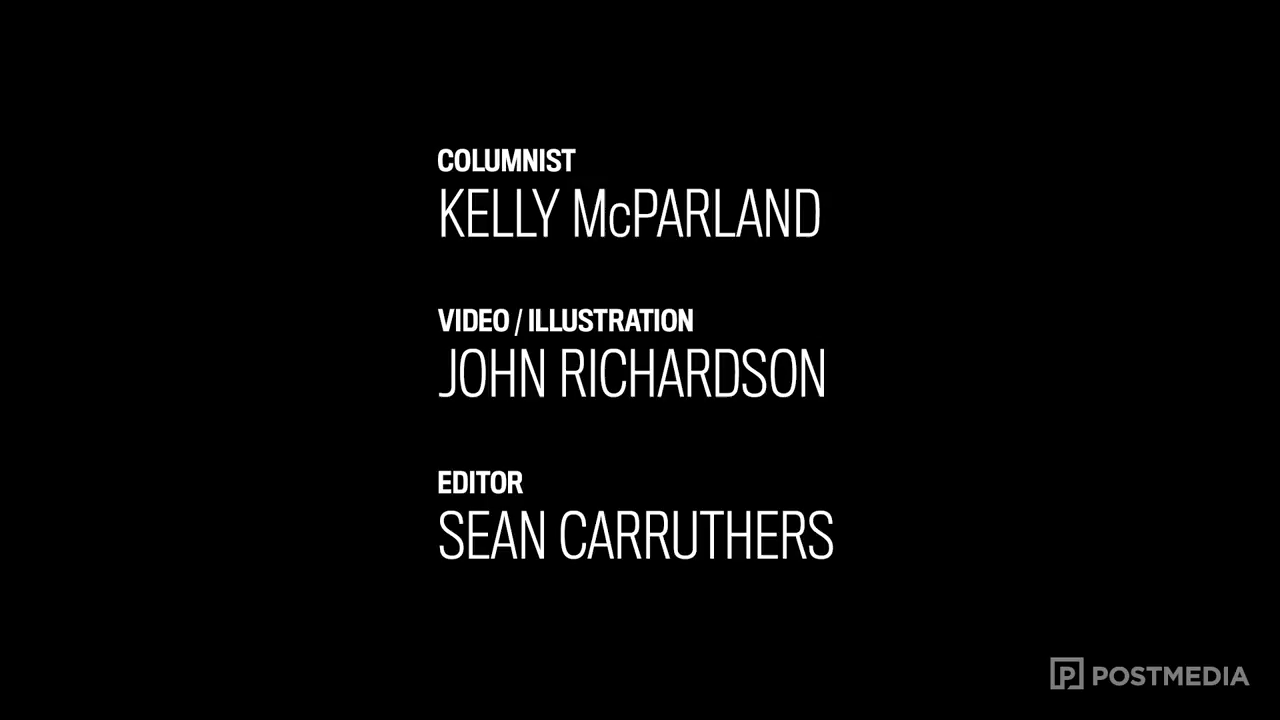 COLUMNIST
KELLY McPARLAND
VIDEO / ILLUSTRATION
JOHN RICHARDSON
EDITOR
SEAN CARRUTHERS
POSTMEDIA